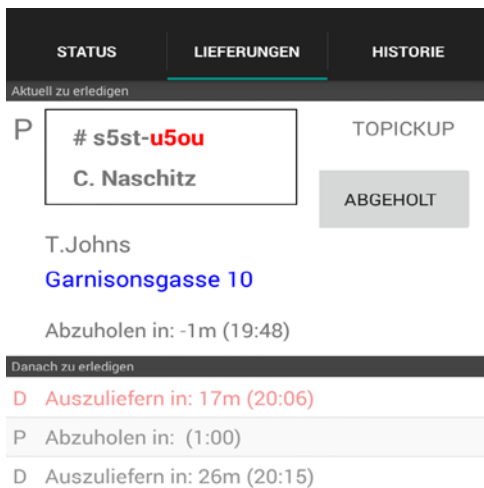 STATUS LIEFERUNGEN HISTORIE
Aktuell zu erledigen
P # s5st-u5ou TOPICKUP
C. Naschitz
ABGEHOLT
T.Johns
Garnisonsgasse 10
Abzuholen in: -1m (19:48)
Danach zu erledigen
D Auszuliefern in: 17m (20:06)
P Abzuholen in: (1:00)
D Auszuliefern in: 26m (20:15)